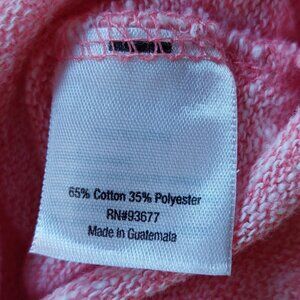 65% Cotton 35% Polyester
RN#93677
Made In Guatemala